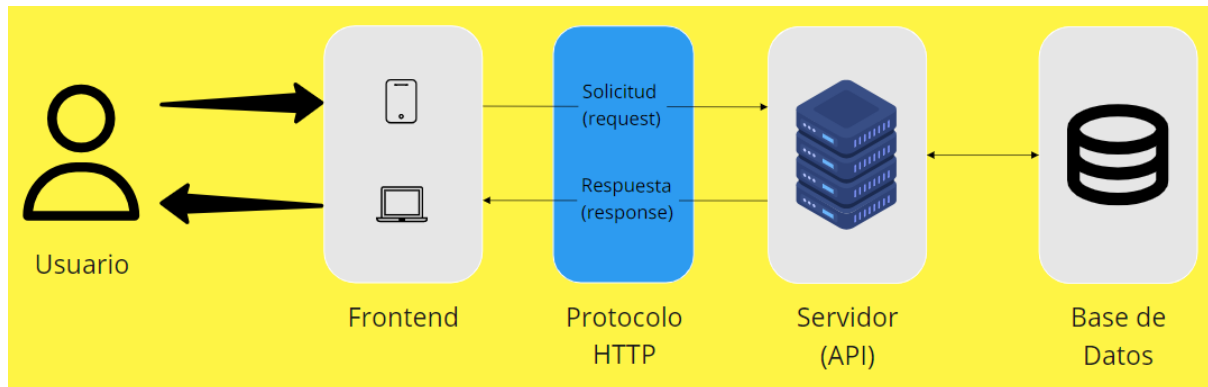 Solicitud
(request)
Respuesta
(response)
Usuario
Frontend
Protocolo
HTTP
Servidor
(API)
Base de
Datos